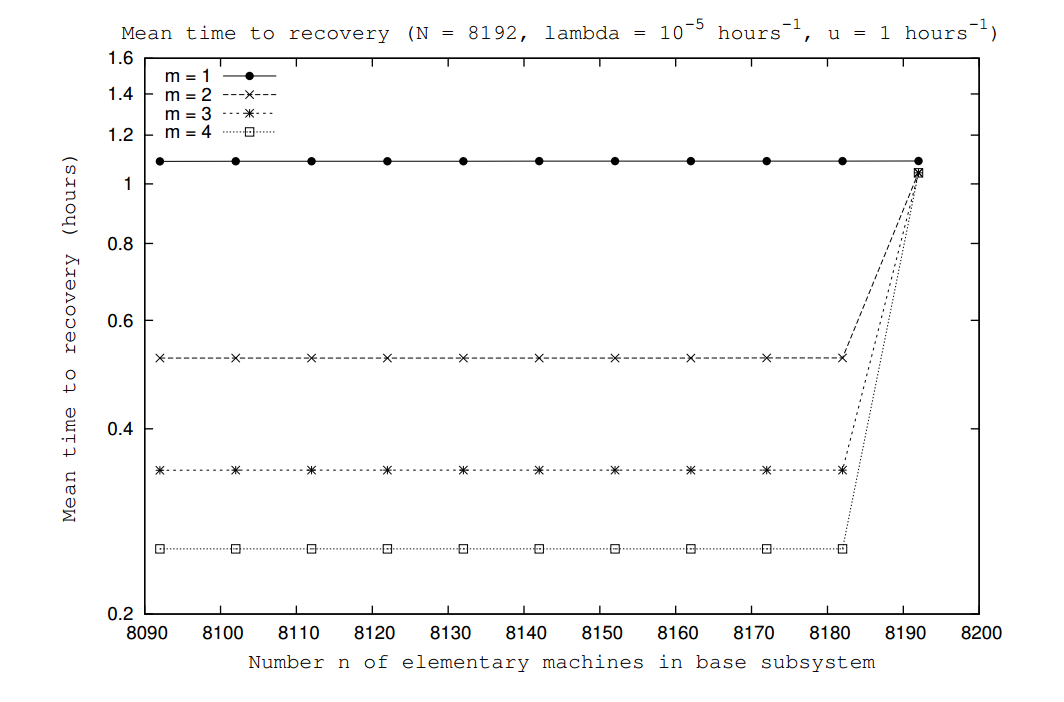 Mean time to recovery (N = 8192, lambda = 10^-5 hours^-1, u = 1 hours^-1)
1.6
m = 1
1.4
m = 2
m = 3
m = 4
1.2
1
0.8
0.6
0.4
0.2
Mean time to recovery (hours)
8090 8100 8110 8120 8130 8140 8150 8160 8170 8180 8190 8200
Number n of elementary machines in base subsystem